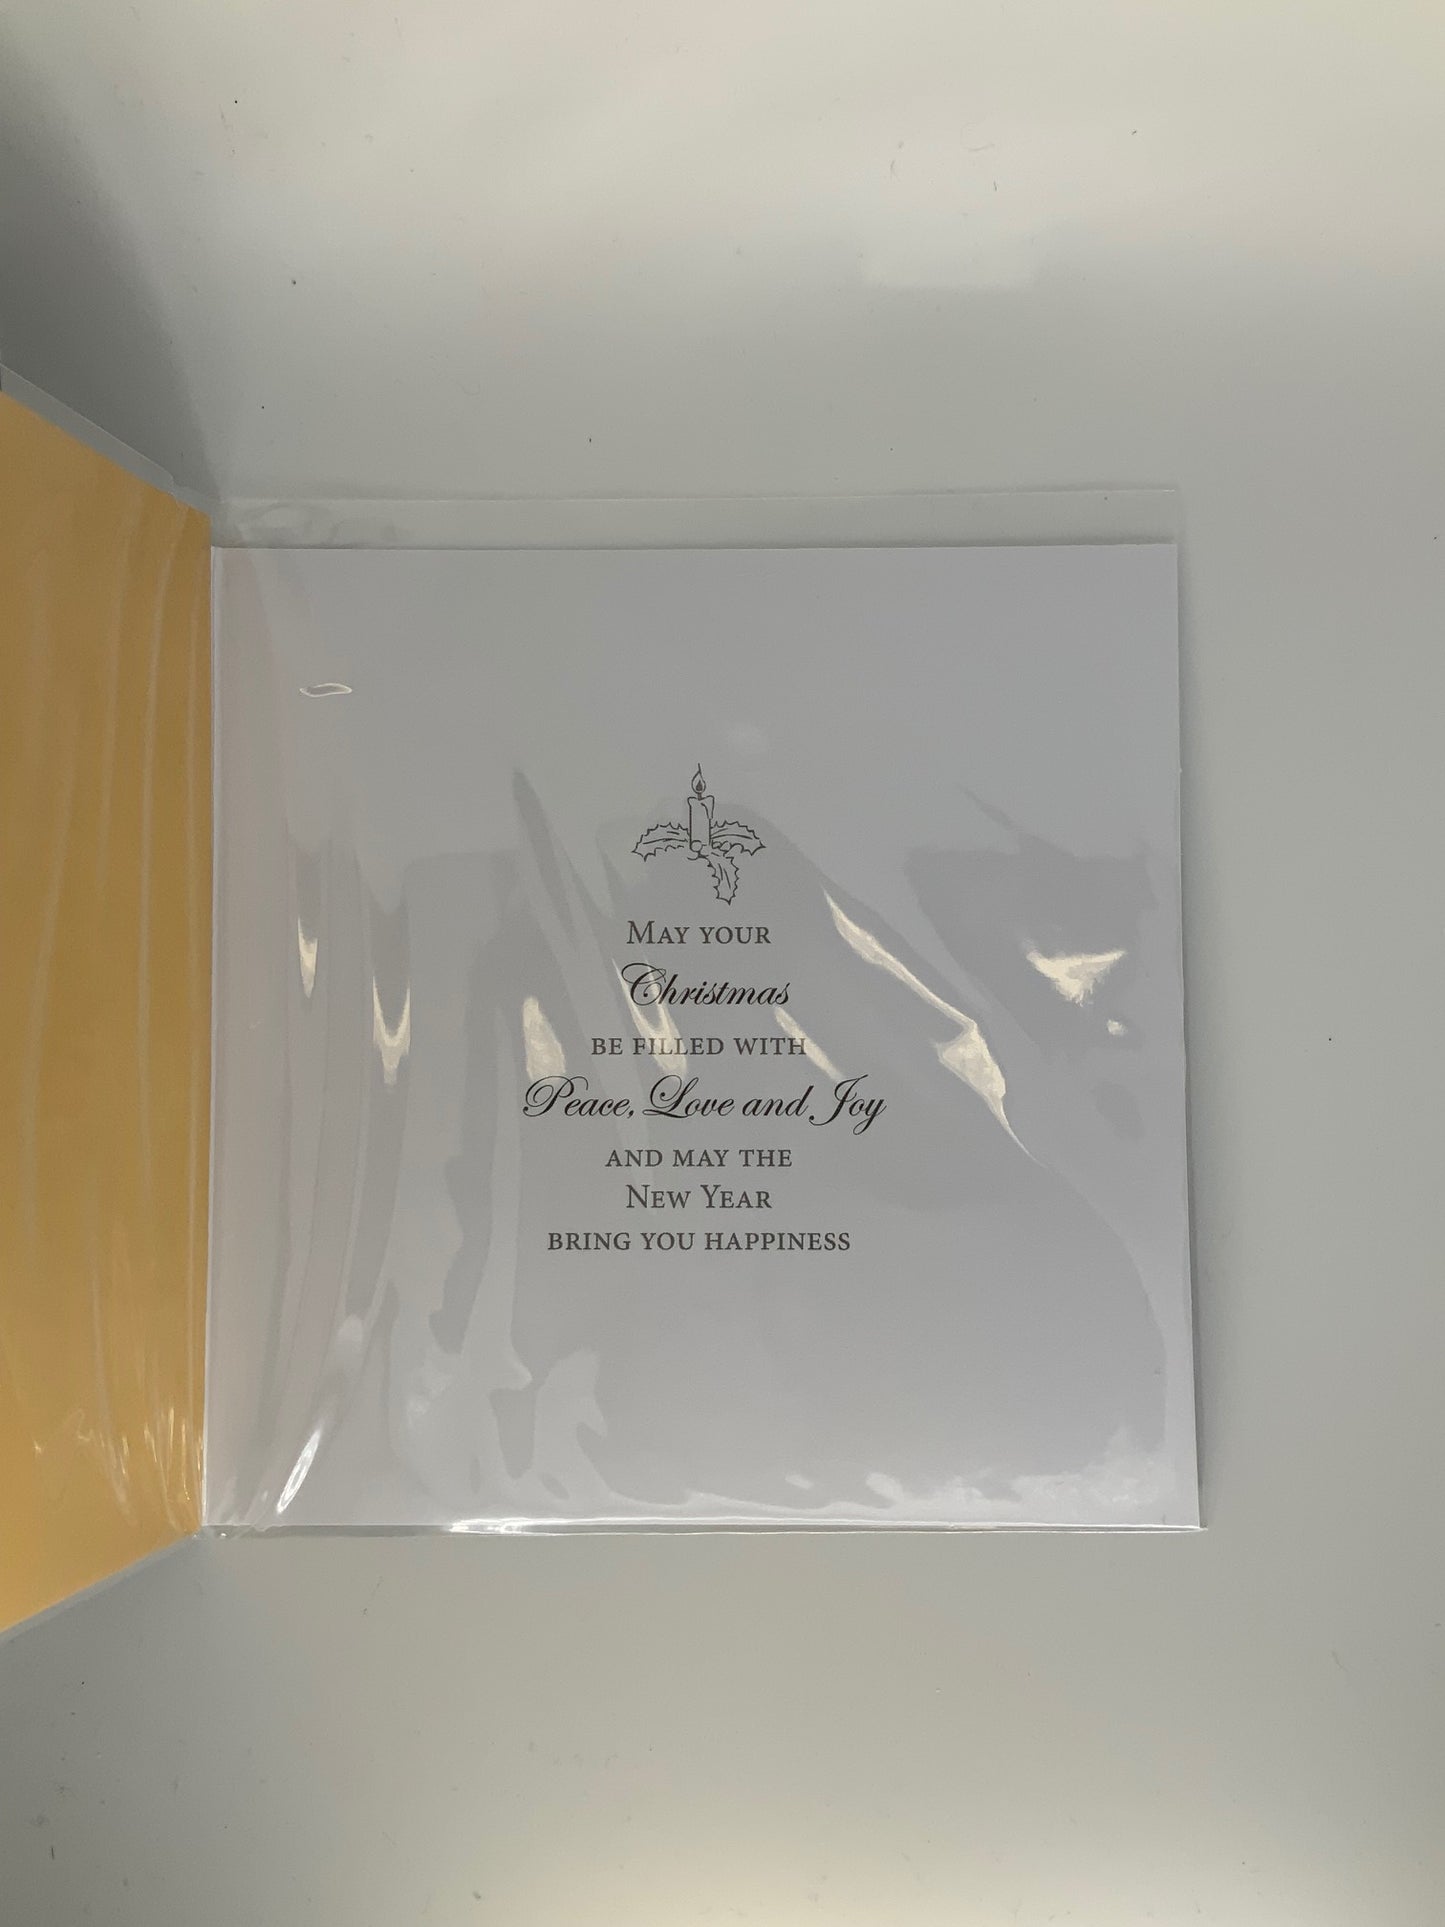 May your
Christmas
be filled with
Peace, Love and Joy
and may the
New Year
bring you happiness